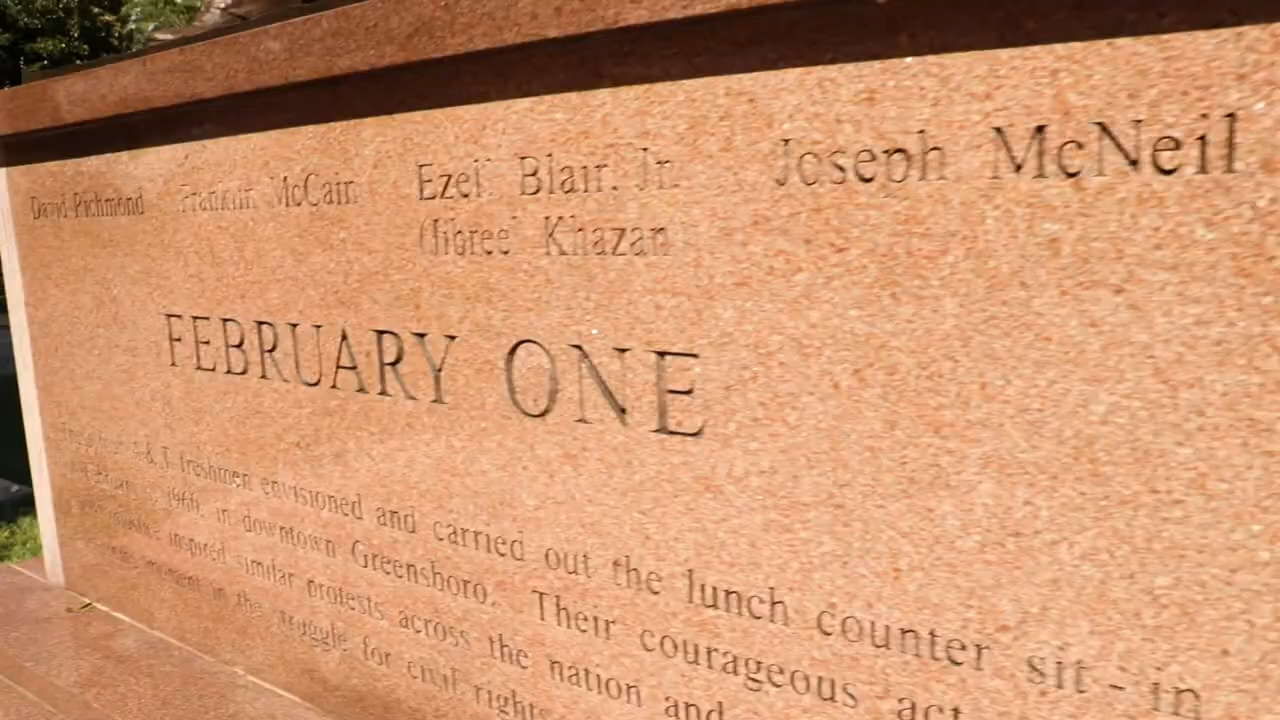 David Richmond Franklin McCain Ezell Blair, Jr. Joseph McNeil
(Jibreel Khazan
FEBRUARY ONE
A & T freshmen envisioned and carried out the lunch counter sit - in
February 1, 1960, in downtown Greensboro. Their courageous act
inspired similar protests across the nation and
moment in the struggle for civil rights